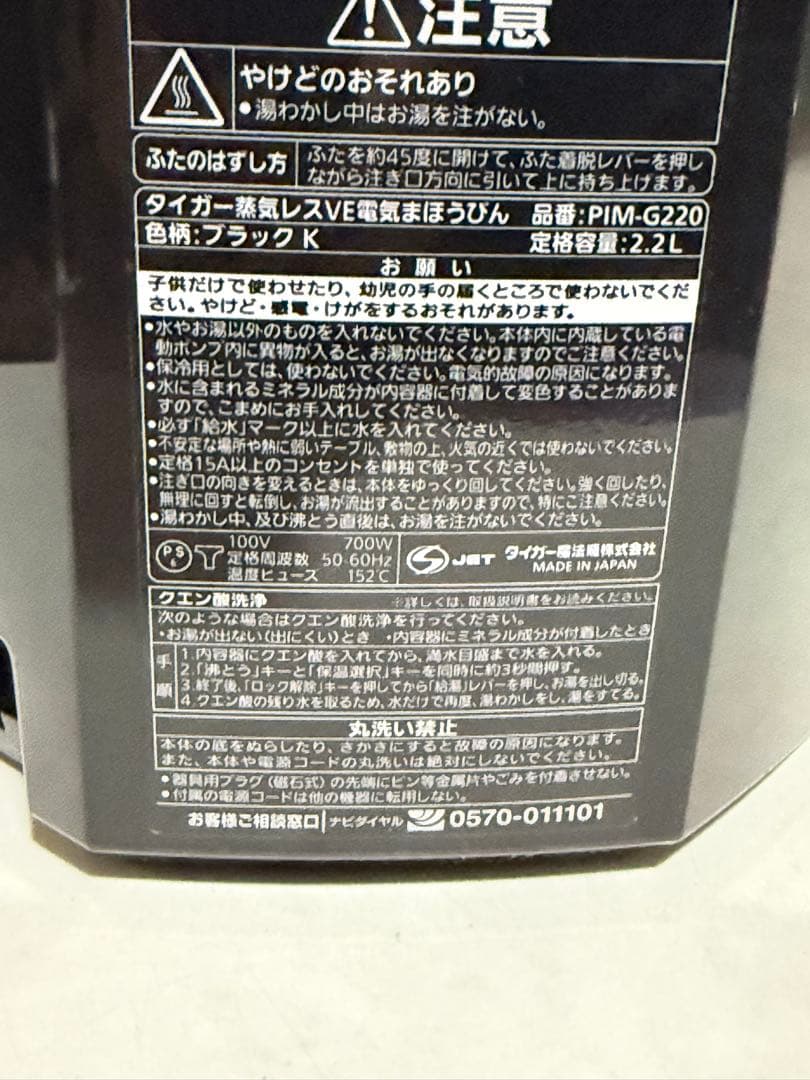 注意
やけどのおそれあり
•湯わかし中はお湯を注がない。
ふたのはずし方
ふたを約45度に開けて、ふた着脱レバーを押し
ながら注ぎ口方向に引いて上に持ち上げます。
タイガー蒸気レスVE電気まほうびん 品番:PIM-G220
色柄:ブラック K 定格容量:2.2L
お願い
子供だけで使わせたり、幼児の手の届くところで使わないでくだ
さい。やけど・感電・けがをするおそれがあります。
•水やお湯以外のものを入れないでください。本体内に内蔵している電
動ポンプ内に異物が入ると、お湯が出なくなりますのでご注意ください。
•保冷用としては、使わないでください。電気的故障の原因になります。
•水に含まれるミネラル成分が内容器に付着して変色することがありま
すので、こまめにお手入れしてください。
•必ず「給水」マーク以上に水を入れてください。
•不安定な場所や熱に弱いテーブル、敷物の上、火気の近くでは使わないでください。
•定格15A以上のコンセントを単独で使ってください。
•注ぎ口の向きを変えるときは、本体をゆっくり回してください。強く回したり、
無理に回すと転倒し、お湯が流出することがありますので、特にご注意ください。
•湯わかし中、及び沸とう直後は、お湯を注がないでください。
PS
E
100V 700W
定格周波数 50-60Hz
温度ヒューズ 152℃
S JET
タイガー魔法瓶株式会社
MADE IN JAPAN
クエン酸洗浄 ※詳しくは、取扱説明書をお読みください。
次のような場合はクエン酸洗浄を行ってください。
•お湯が出ない(出にくい)とき •内容器にミネラル成分が付着したとき
手順
1.内容器にクエン酸を入れてから、満水目盛まで水を入れる。
2.「沸とう」キーと「保温選択」キーを同時に約3秒間押す。
3.終了後、「ロック解除」キーを押してから「給湯」レバーを押し、お湯を出し切る。
4.クエン酸の残り水を取るため、水だけで再度、湯わかしをし、湯をすてる。
丸洗い禁止
本体の底をぬらしたり、さかさにすると故障の原因になります。
また、本体や電源コードの丸洗いは絶対にしないでください。
•器具用プラグ(磁石式)の先端にピン等金属片やごみを付着させない。
•付属の電源コードは他の機器に転用しない。
お客様ご相談窓口 ナビダイヤル 0570-011101